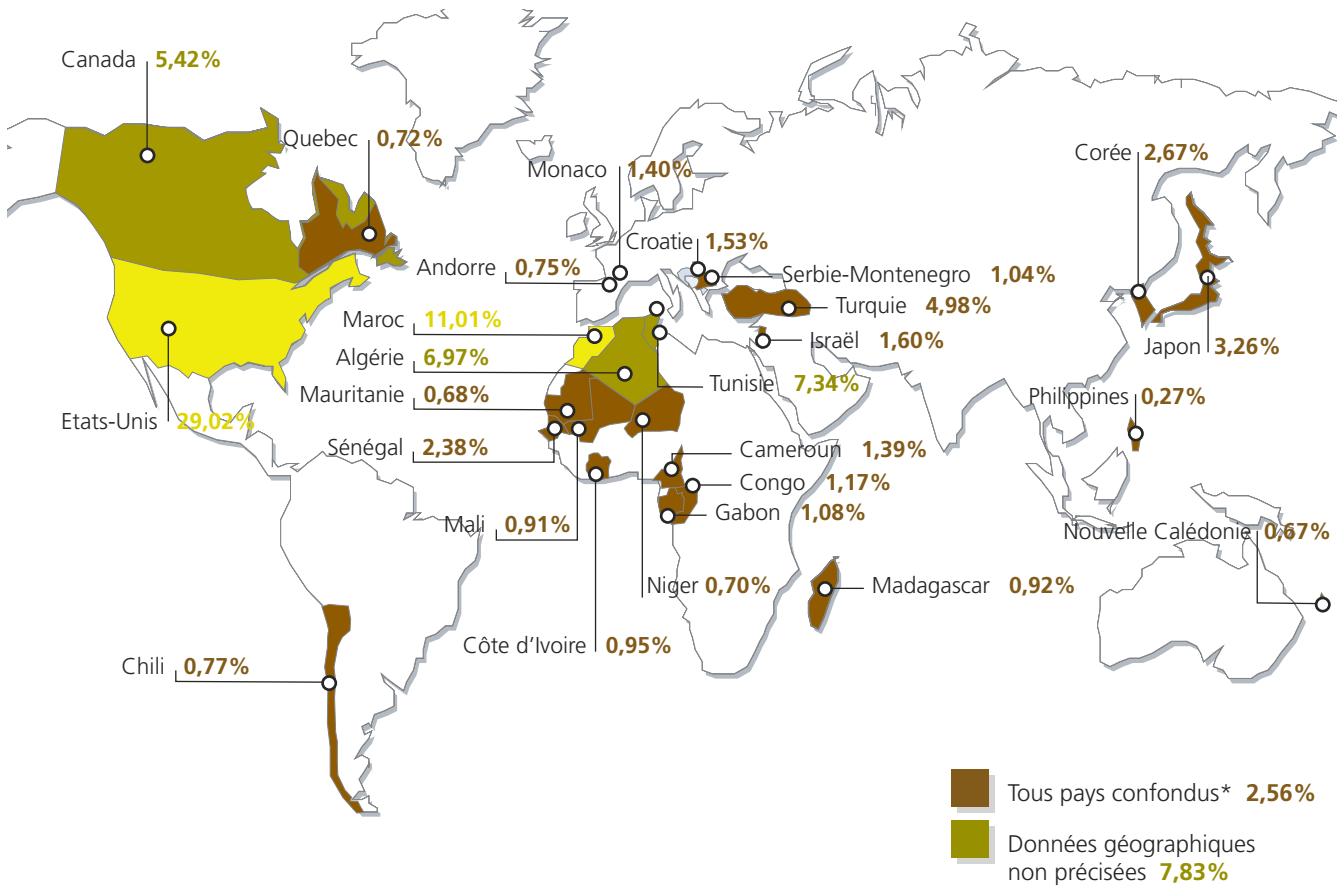 Canada 5,42%
Quebec 0,72%
Monaco 1,40%
Corée 2,67%
Croatie 1,53%
Andorre 0,75%
Serbie-Montenegro 1,04%
Turquie 4,98%
Maroc 11,01%
Israël 1,60%
Japon 3,26%
Algérie 6,97%
Tunisie 7,34%
Mauritanie 0,68%
Philippines 0,27%
Etats-Unis 29,02%
Sénégal 2,38%
Cameroun 1,39%
Congo 1,17%
Gabon 1,08%
Mali 0,91%
Nouvelle Calédonie 0,67%
Niger 0,70%
Madagascar 0,92%
Côte d'Ivoire 0,95%
Chili 0,77%
Tous pays confondus* 2,56%
Données géographiques
non précisées 7,83%